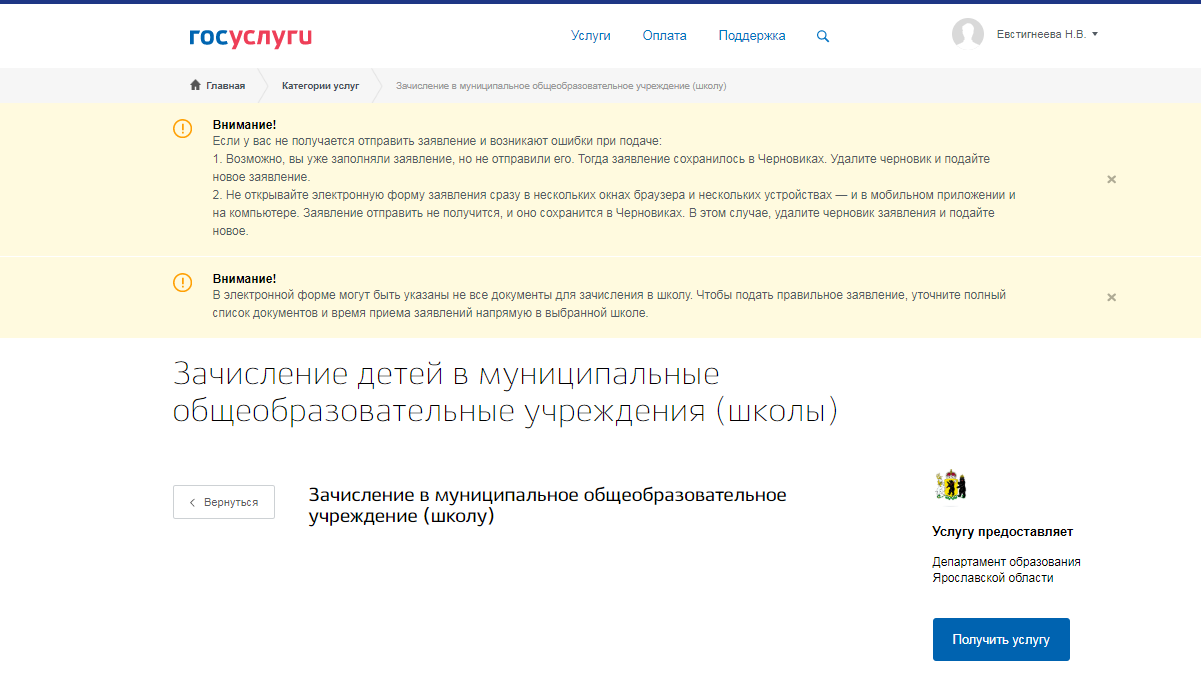 госуслуги
Услуги
Оплата
Поддержка
Евстигнеева Н.В.
Главная
Категории услуг
Зачисление в муниципальное общеобразовательное учреждение (школу)
Внимание!
Если у вас не получается отправить заявление и возникают ошибки при подаче:
1. Возможно, вы уже заполняли заявление, но не отправили его. Тогда заявление сохранилось в Черновиках. Удалите черновик и подайте
новое заявление.
2. Не открывайте электронную форму заявления сразу в нескольких окнах браузера и нескольких устройствах — и в мобильном приложении и
на компьютере. Заявление отправить не получится, и оно сохранится в Черновиках. В этом случае, удалите черновик заявления и подайте
новое.
Внимание!
В электронной форме могут быть указаны не все документы для зачисления в школу. Чтобы подать правильное заявление, уточните полный
список документов и время приема заявлений напрямую в выбранной школе.
Зачисление детей в муниципальные
общеобразовательные учреждения (школы)
Вернуться
Зачисление в муниципальное общеобразовательное
учреждение (школу)
Услугу предоставляет
Департамент образования
Ярославской области
Получить услугу